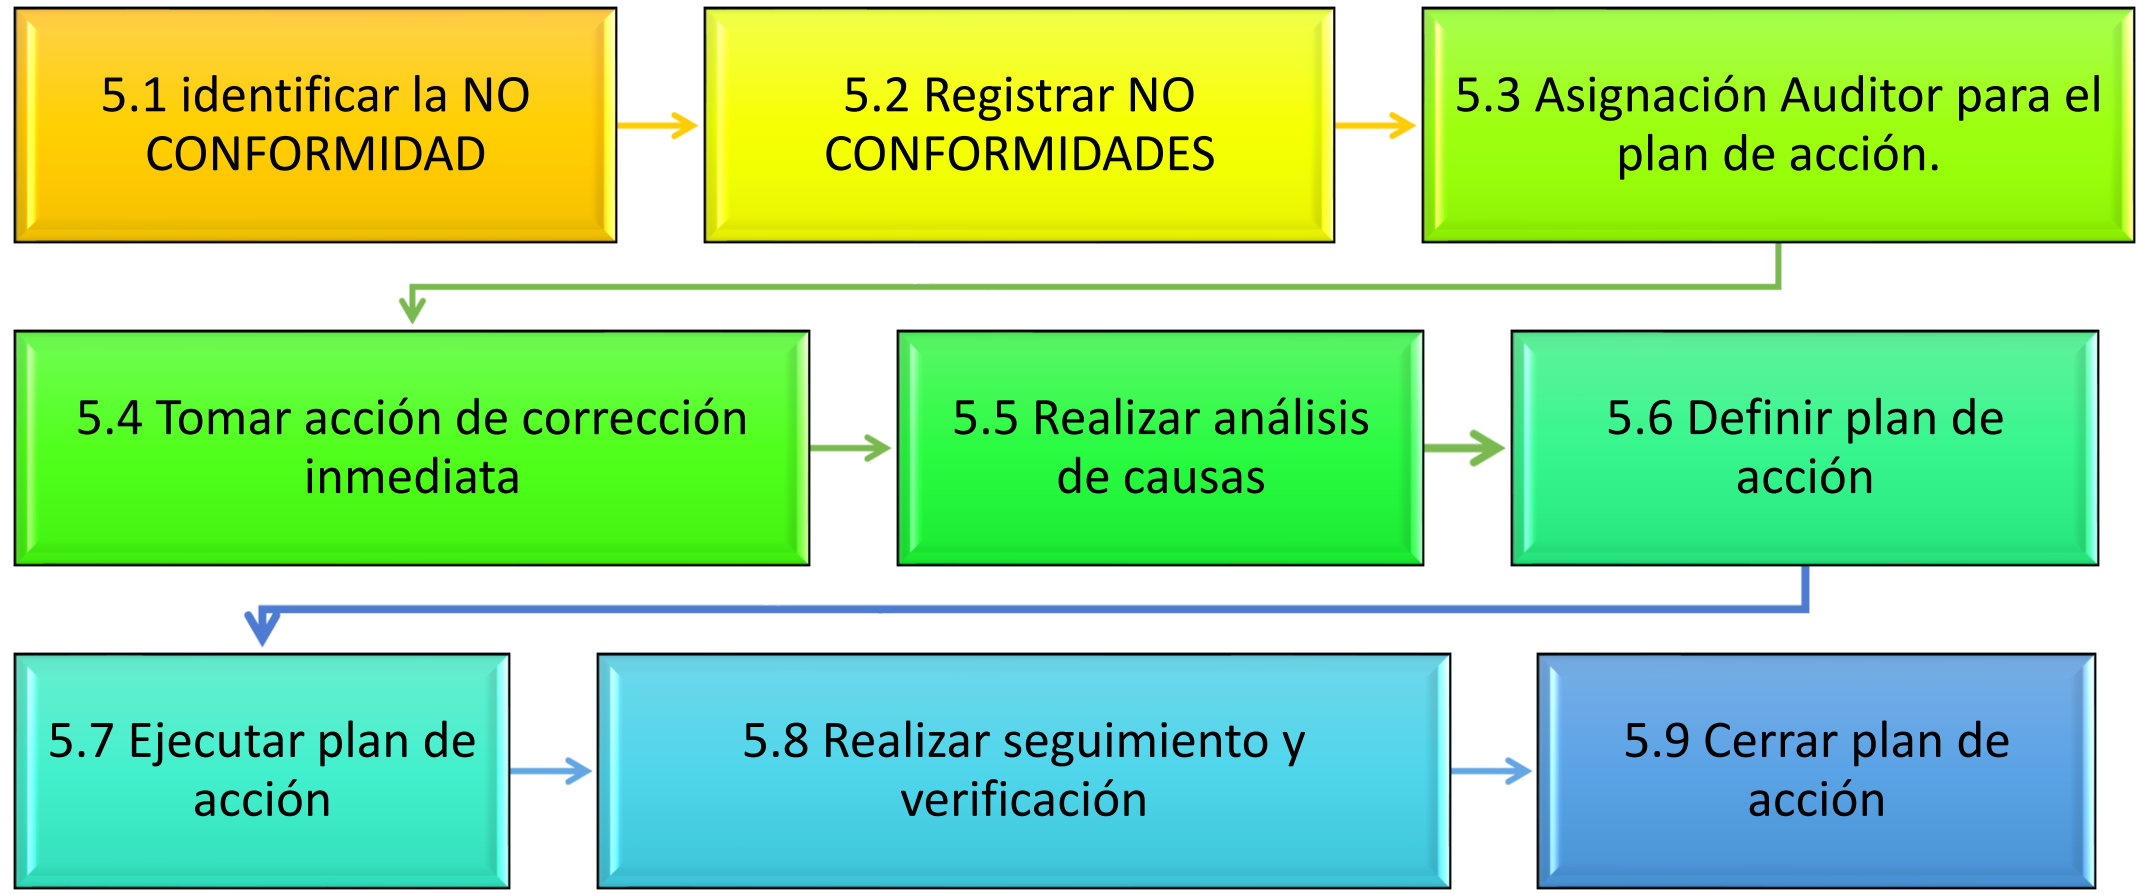 5.1 identificar la NO
CONFORMIDAD
5.2 Registrar NO
CONFORMIDADES
5.3 Asignación Auditor para el
plan de acción.
5.4 Tomar acción de corrección
inmediata
5.5 Realizar análisis
de causas
5.6 Definir plan de
acción
5.7 Ejecutar plan de
acción
5.8 Realizar seguimiento y
verificación
5.9 Cerrar plan de
acción